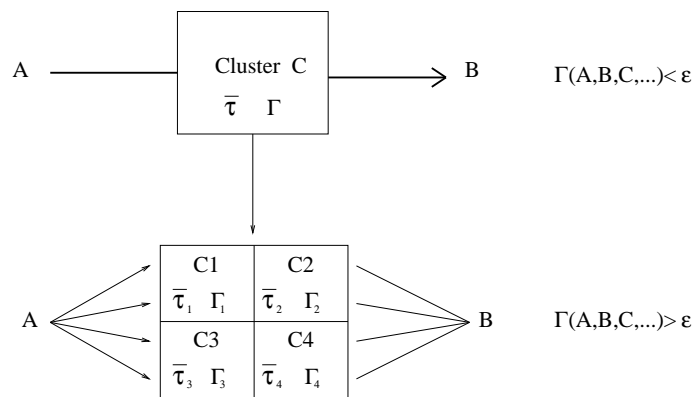 A Cluster C B Γ(A,B,C,...)< ε
τ̅ Γ
C1 C2
τ̅₁ Γ₁ τ̅₂ Γ₂
A B Γ(A,B,C,...)> ε
C3 C4
τ̅₃ Γ₃ τ̅₄ Γ₄